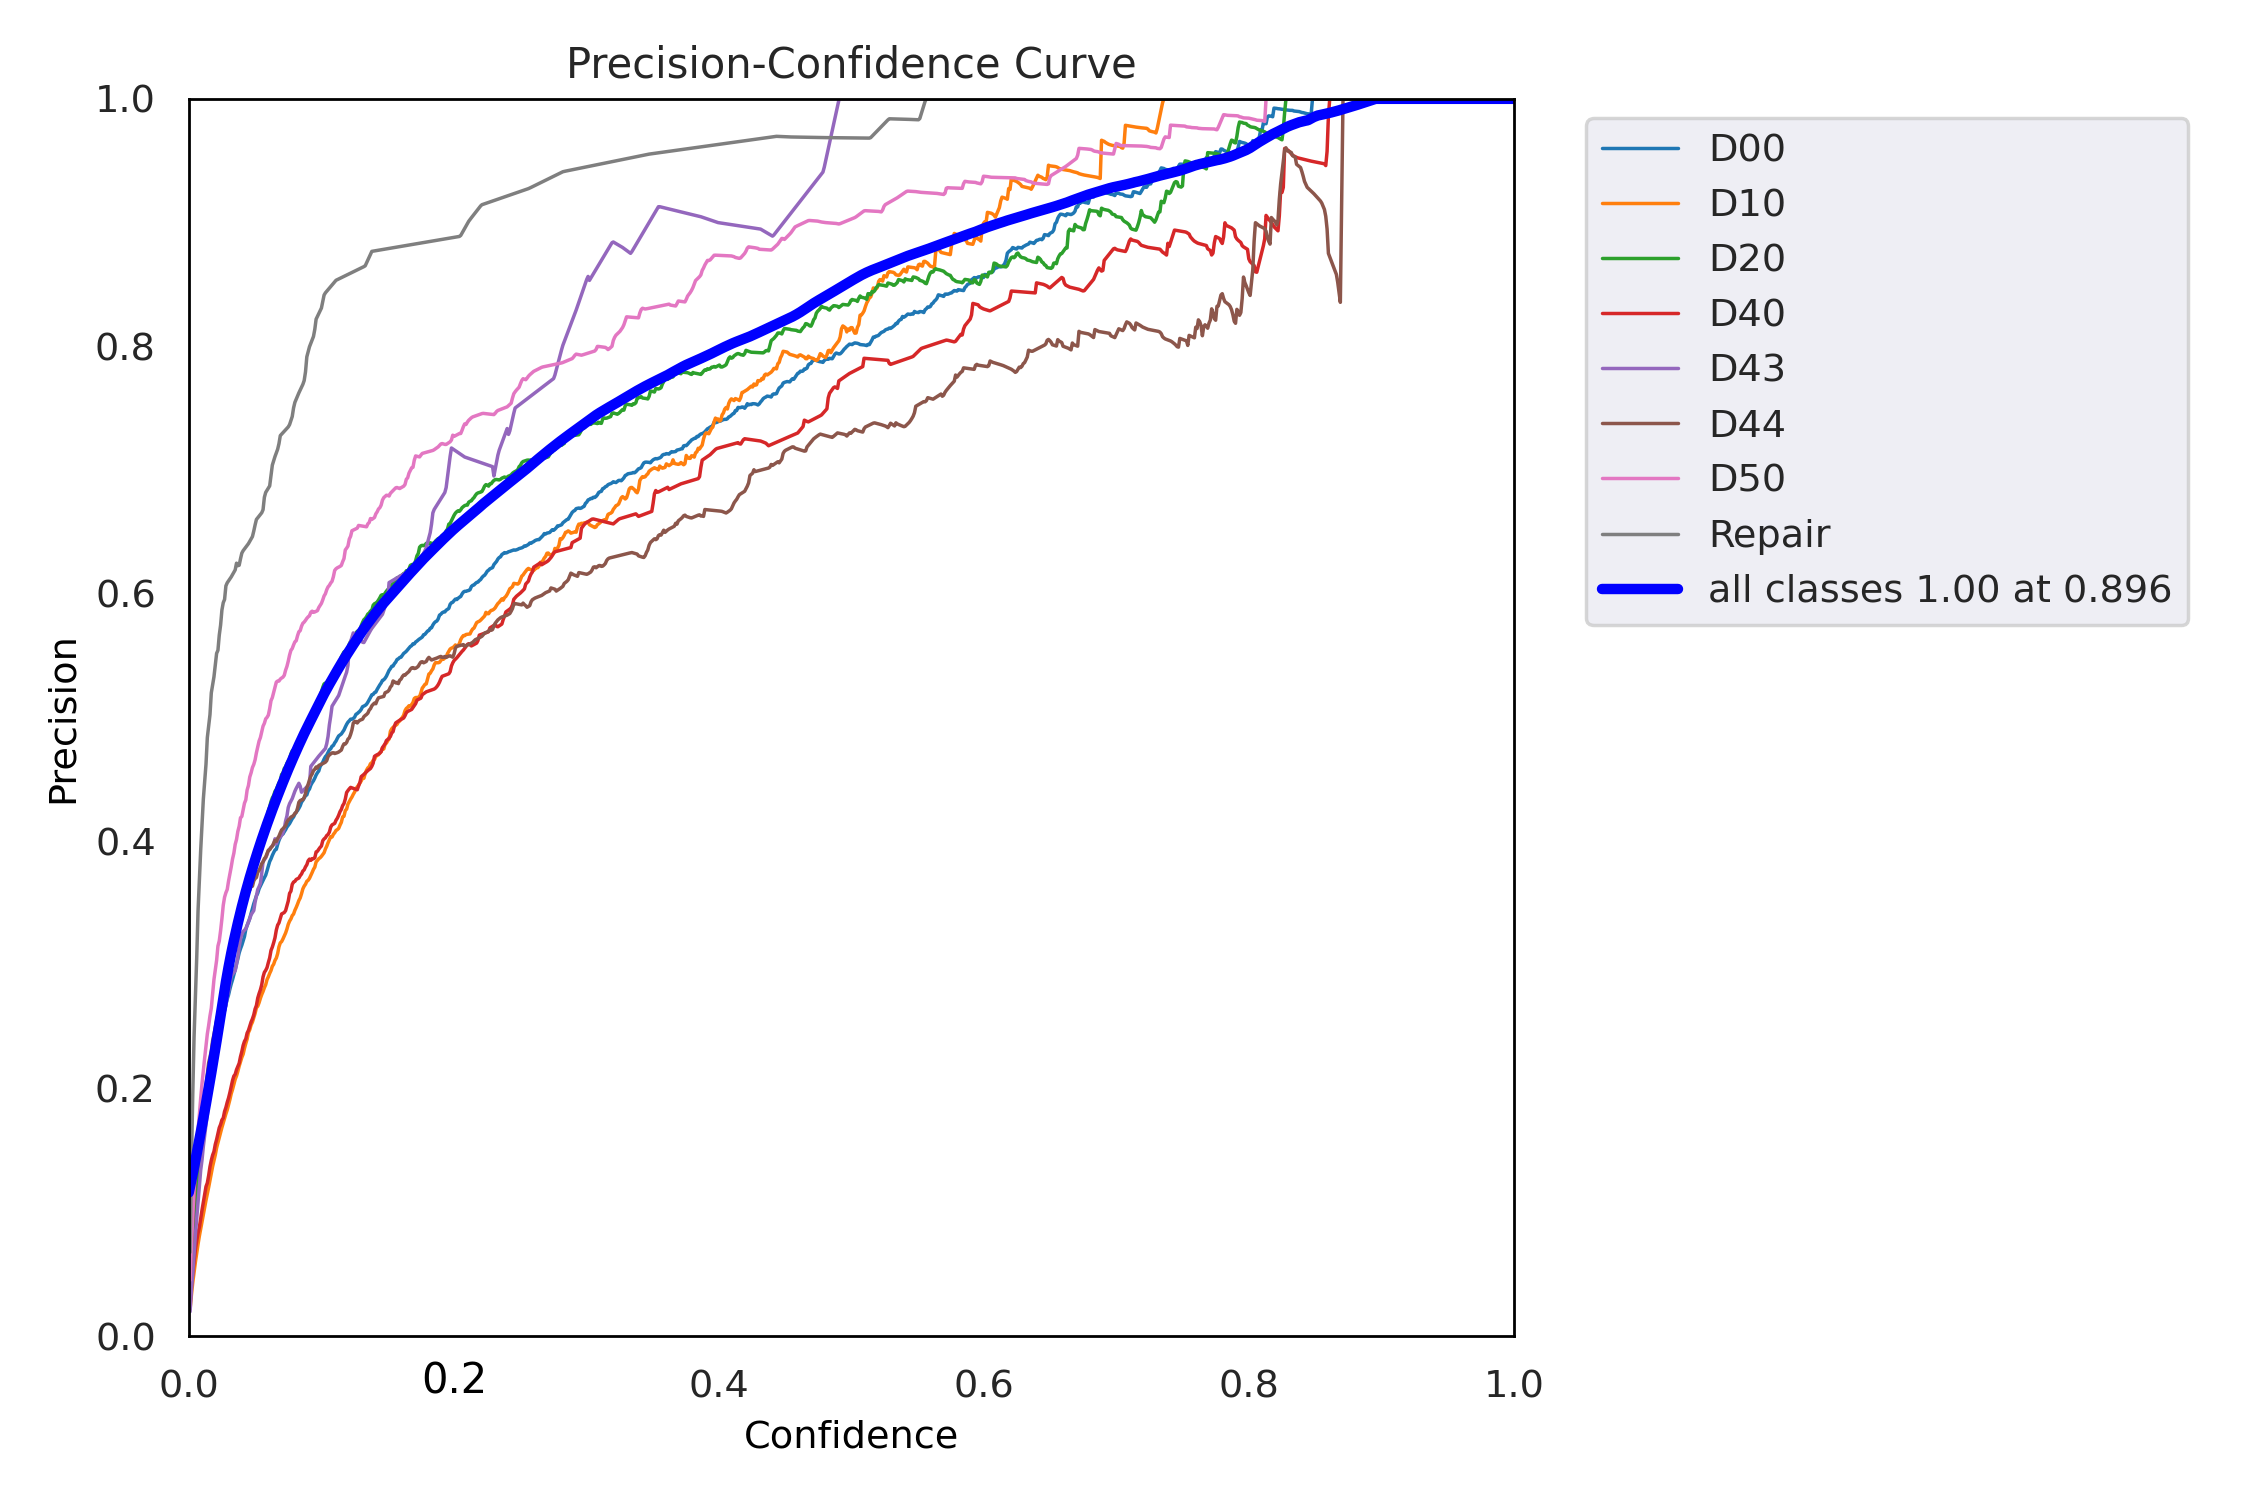 Precision-Confidence Curve
1.0
0.8
0.6
0.4
0.2
0.0
Precision
0.0 0.2 0.4 0.6 0.8 1.0
Confidence
D00
D10
D20
D40
D43
D44
D50
Repair
all classes 1.00 at 0.896